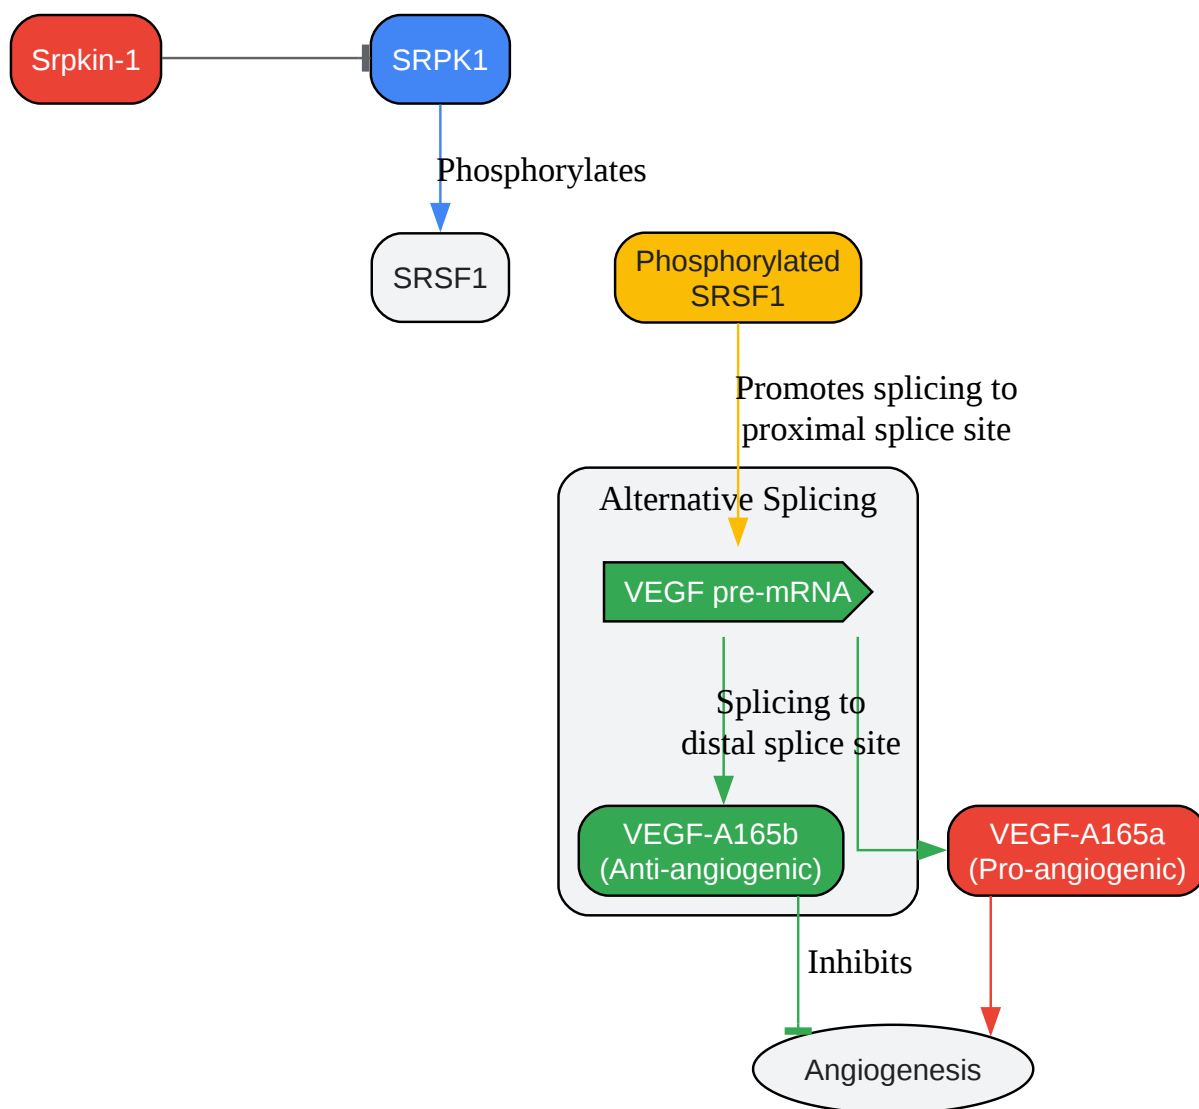 Srpkin-1
SRPK1
Phosphorylates
SRSF1
Phosphorylated
SRSF1
Promotes splicing to
proximal splice site
Alternative Splicing
VEGF pre-mRNA
Splicing to
distal splice site
VEGF-A165b
(Anti-angiogenic)
VEGF-A165a
(Pro-angiogenic)
Inhibits
Angiogenesis